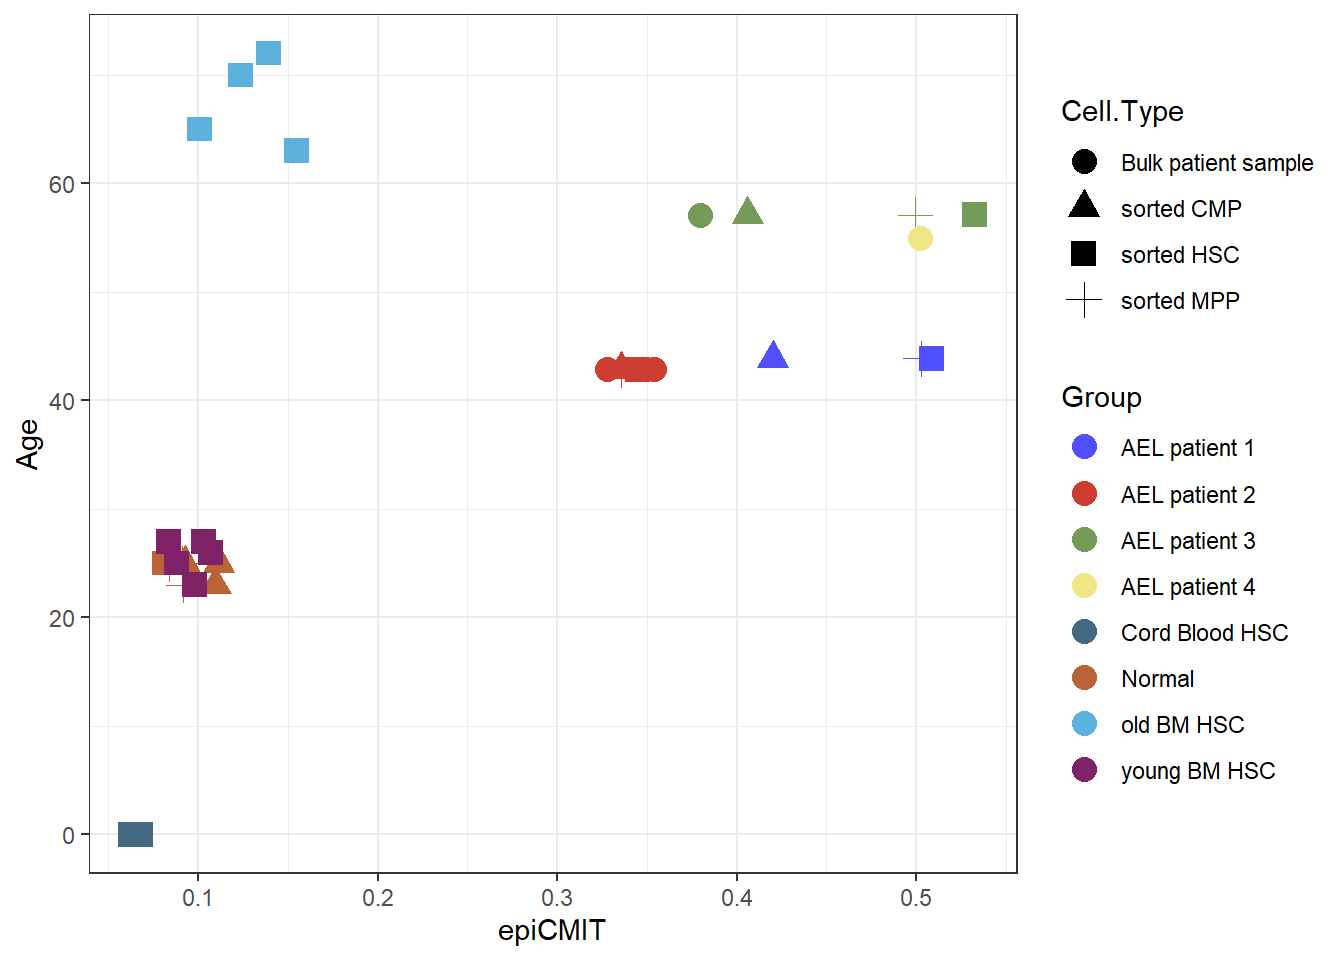 Age
60
40
20
0
0.1
0.2
0.3
0.4
0.5
epiCMIT
Cell.Type
Bulk patient sample
sorted CMP
sorted HSC
sorted MPP
Group
AEL patient 1
AEL patient 2
AEL patient 3
AEL patient 4
Cord Blood HSC
Normal
old BM HSC
young BM HSC